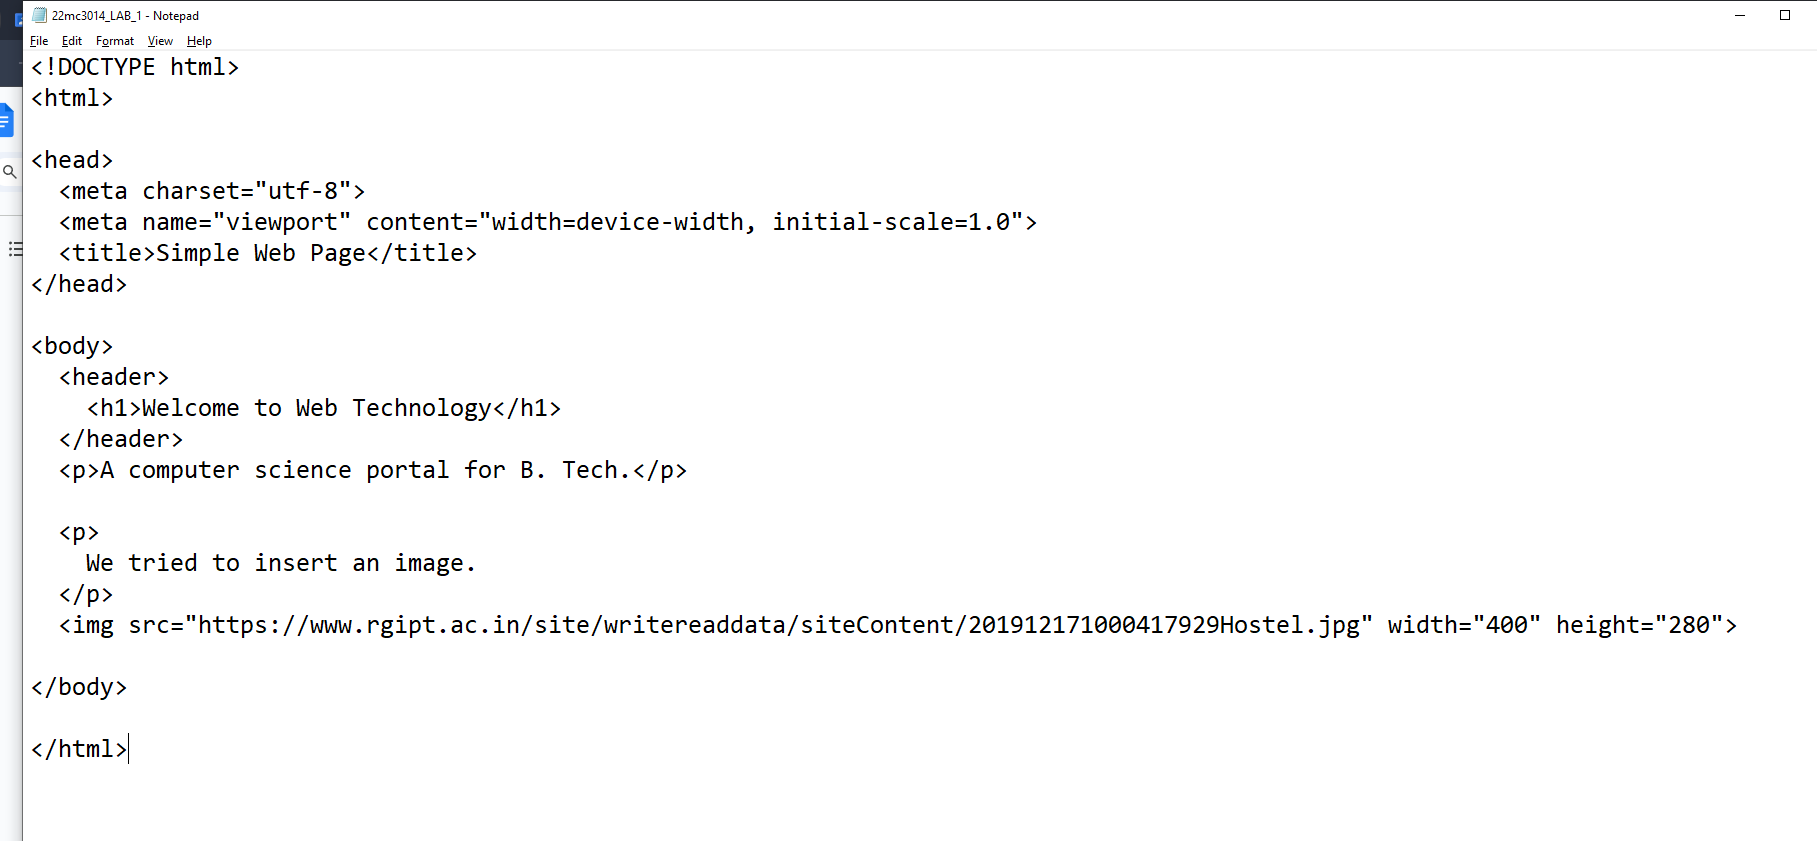 22mc3014_LAB_1 - Notepad
File Edit Format View Help
<!DOCTYPE html>
<html>
<head>
<meta charset="utf-8">
<meta name="viewport" content="width=device-width, initial-scale=1.0">
<title>Simple Web Page</title>
</head>
<body>
<header>
<h1>Welcome to Web Technology</h1>
</header>
<p>A computer science portal for B. Tech.</p>
<p>
We tried to insert an image.
</p>
<img src="https://www.rgipt.ac.in/site/writereaddata/siteContent/201912171000417929Hostel.jpg" width="400" height="280">
</body>
</html>